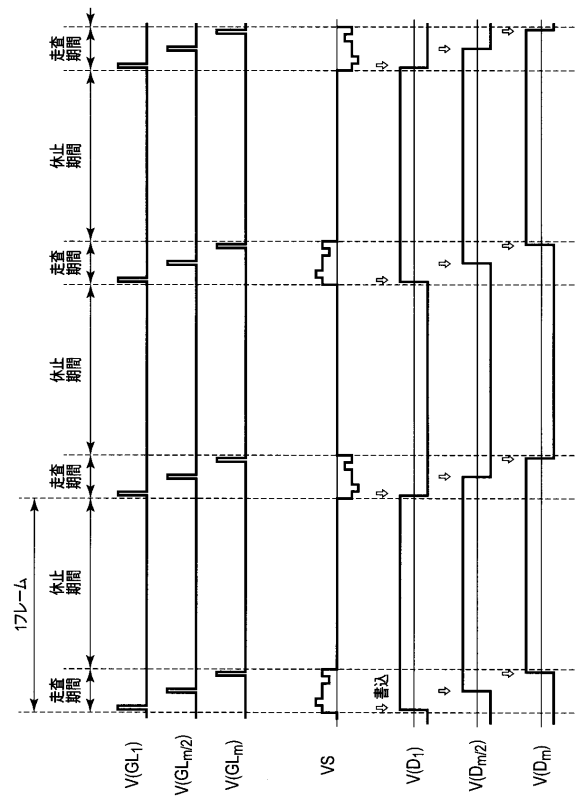 1フレーム
走査
期間
休止
期間
走査
期間
休止
期間
走査
期間
休止
期間
走査
期間
V(GL1)
V(GLm/2)
V(GLm)
VS
書込
V(D1)
V(Dm/2)
V(Dm)